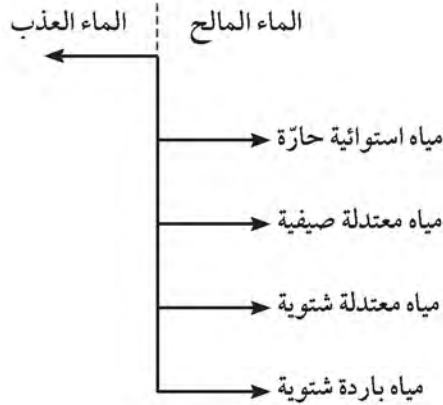 الماء المالح
الماء العذب
مياه استوائية حارّة
مياه معتدلة صيفية
مياه معتدلة شتوية
مياه باردة شتوية